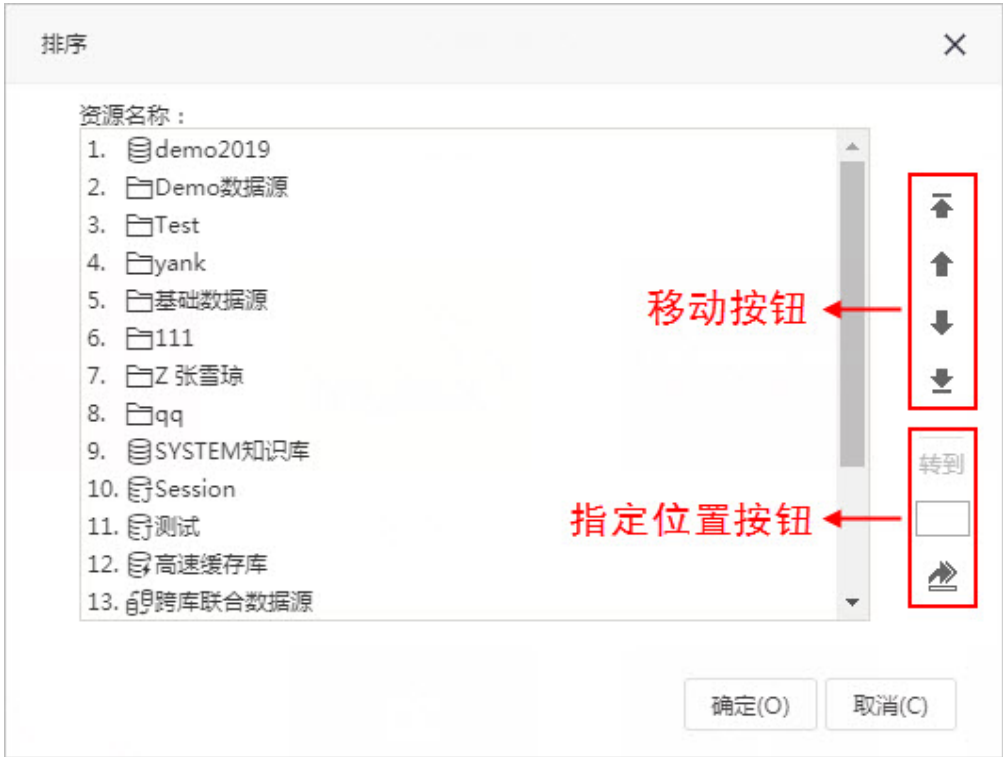 排序
资源名称：
1. demo2019
2. Demo数据源
3. Test
4. yank
5. 基础数据源
6. 111
7. Z 张雪琼
8. qq
9. SYSTEM知识库
10. Session
11. 测试
12. 高速缓存库
13. 跨库联合数据源
移动按钮
转到
指定位置按钮
确定(O) 取消(C)